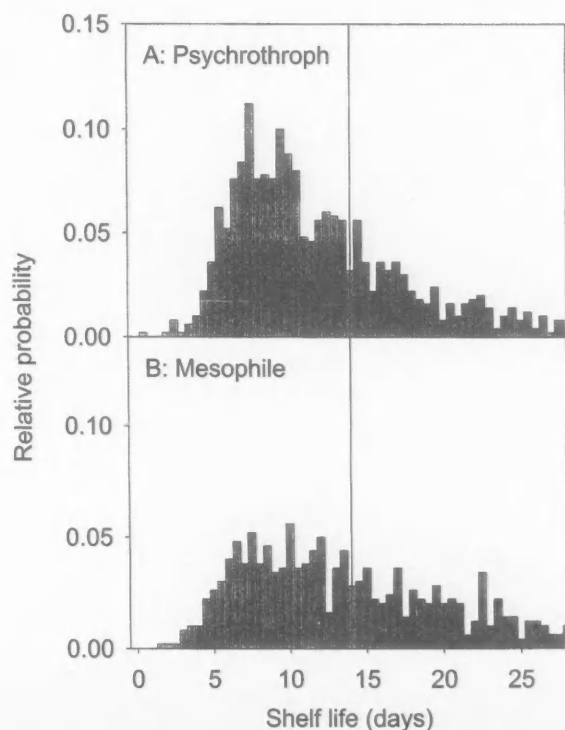 0.15
A: Psychrothroph
0.10
0.05
0.00
B: Mesophile
0.10
0.05
0.00
Relative probability
0 5 10 15 20 25
Shelf life (days)